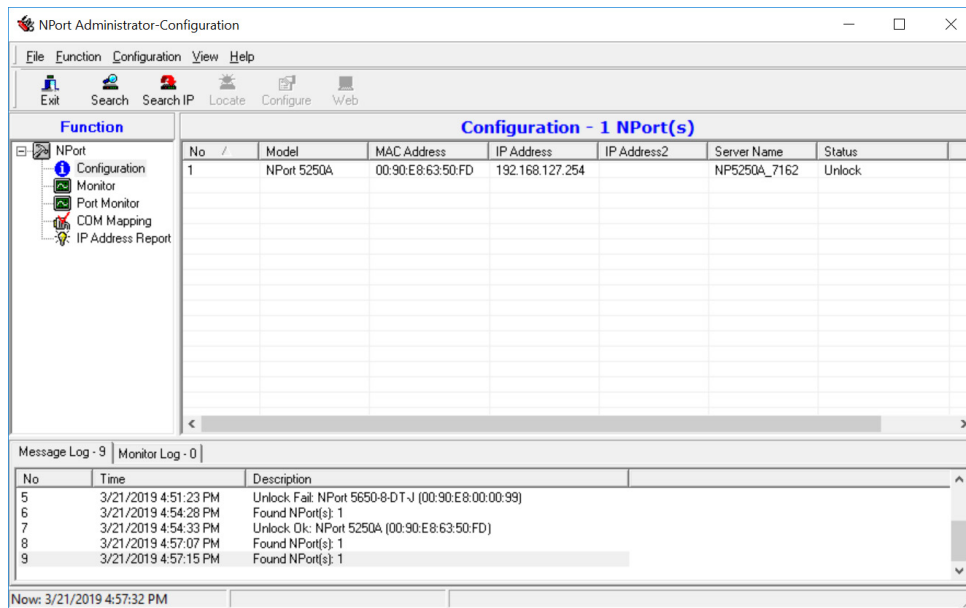 NPort Administrator-Configuration
File Function Configuration View Help
Exit Search Search IP Locate Configure Web
Function
Configuration - 1 NPort(s)
NPort
Configuration
Monitor
Port Monitor
COM Mapping
IP Address Report
No / Model MAC Address IP Address IP Address2 Server Name Status
1 NPort 5250A 00:90:E8:63:50:FD 192.168.127.254 NP5250A_7162 Unlock
Message Log - 9 Monitor Log - 0
No Time Description
5 3/21/2019 4:51:23 PM Unlock Fail: NPort 5650-8-DT-J (00:90:E8:00:00:99)
6 3/21/2019 4:54:28 PM Found NPort(s): 1
7 3/21/2019 4:54:33 PM Unlock Ok: NPort 5250A (00:90:E8:63:50:FD)
8 3/21/2019 4:57:07 PM Found NPort(s): 1
9 3/21/2019 4:57:15 PM Found NPort(s): 1
Now: 3/21/2019 4:57:32 PM